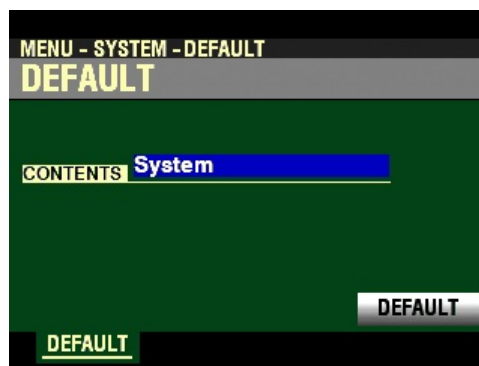 MENU - SYSTEM - DEFAULT
DEFAULT
CONTENTS System
DEFAULT
DEFAULT